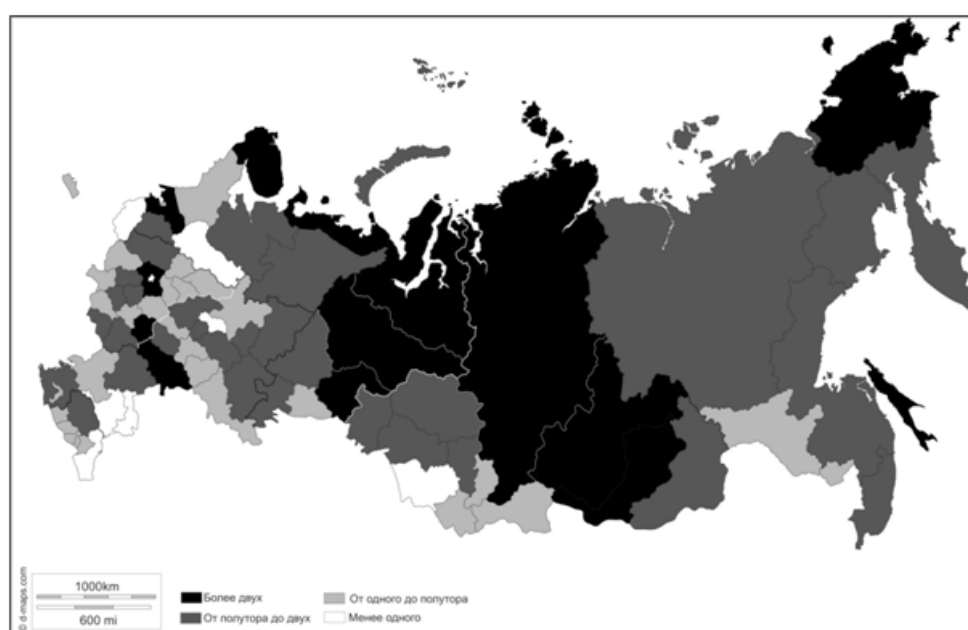 © d-maps.com
1000km
600 mi
Более двух
От полутора до двух
От одного до полутора
Менее одного